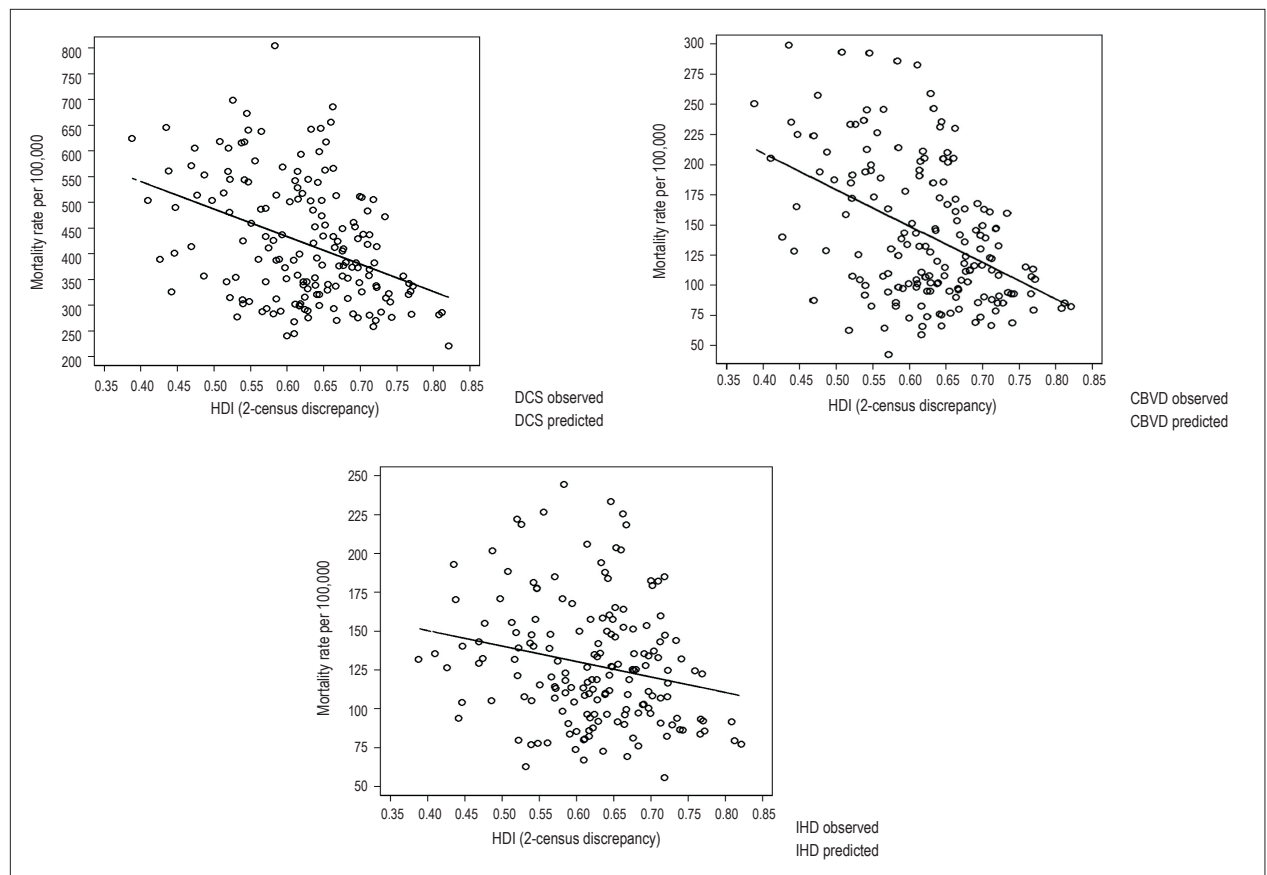 800
750
700
650
600
550
500
450
400
350
300
250
200
Mortality rate per 100,000
0.35 0.40 0.45 0.50 0.55 0.60 0.65 0.70 0.75 0.80 0.85
HDI (2-census discrepancy)
DCS observed
DCS predicted
300
275
250
225
200
175
150
125
100
75
50
Mortality rate per 100,000
0.35 0.40 0.45 0.50 0.55 0.60 0.65 0.70 0.75 0.80 0.85
HDI (2-census discrepancy)
CBVD observed
CBVD predicted
250
225
200
175
150
125
100
75
50
Mortality rate per 100,000
0.35 0.40 0.45 0.50 0.55 0.60 0.65 0.70 0.75 0.80 0.85
HDI (2-census discrepancy)
IHD observed
IHD predicted